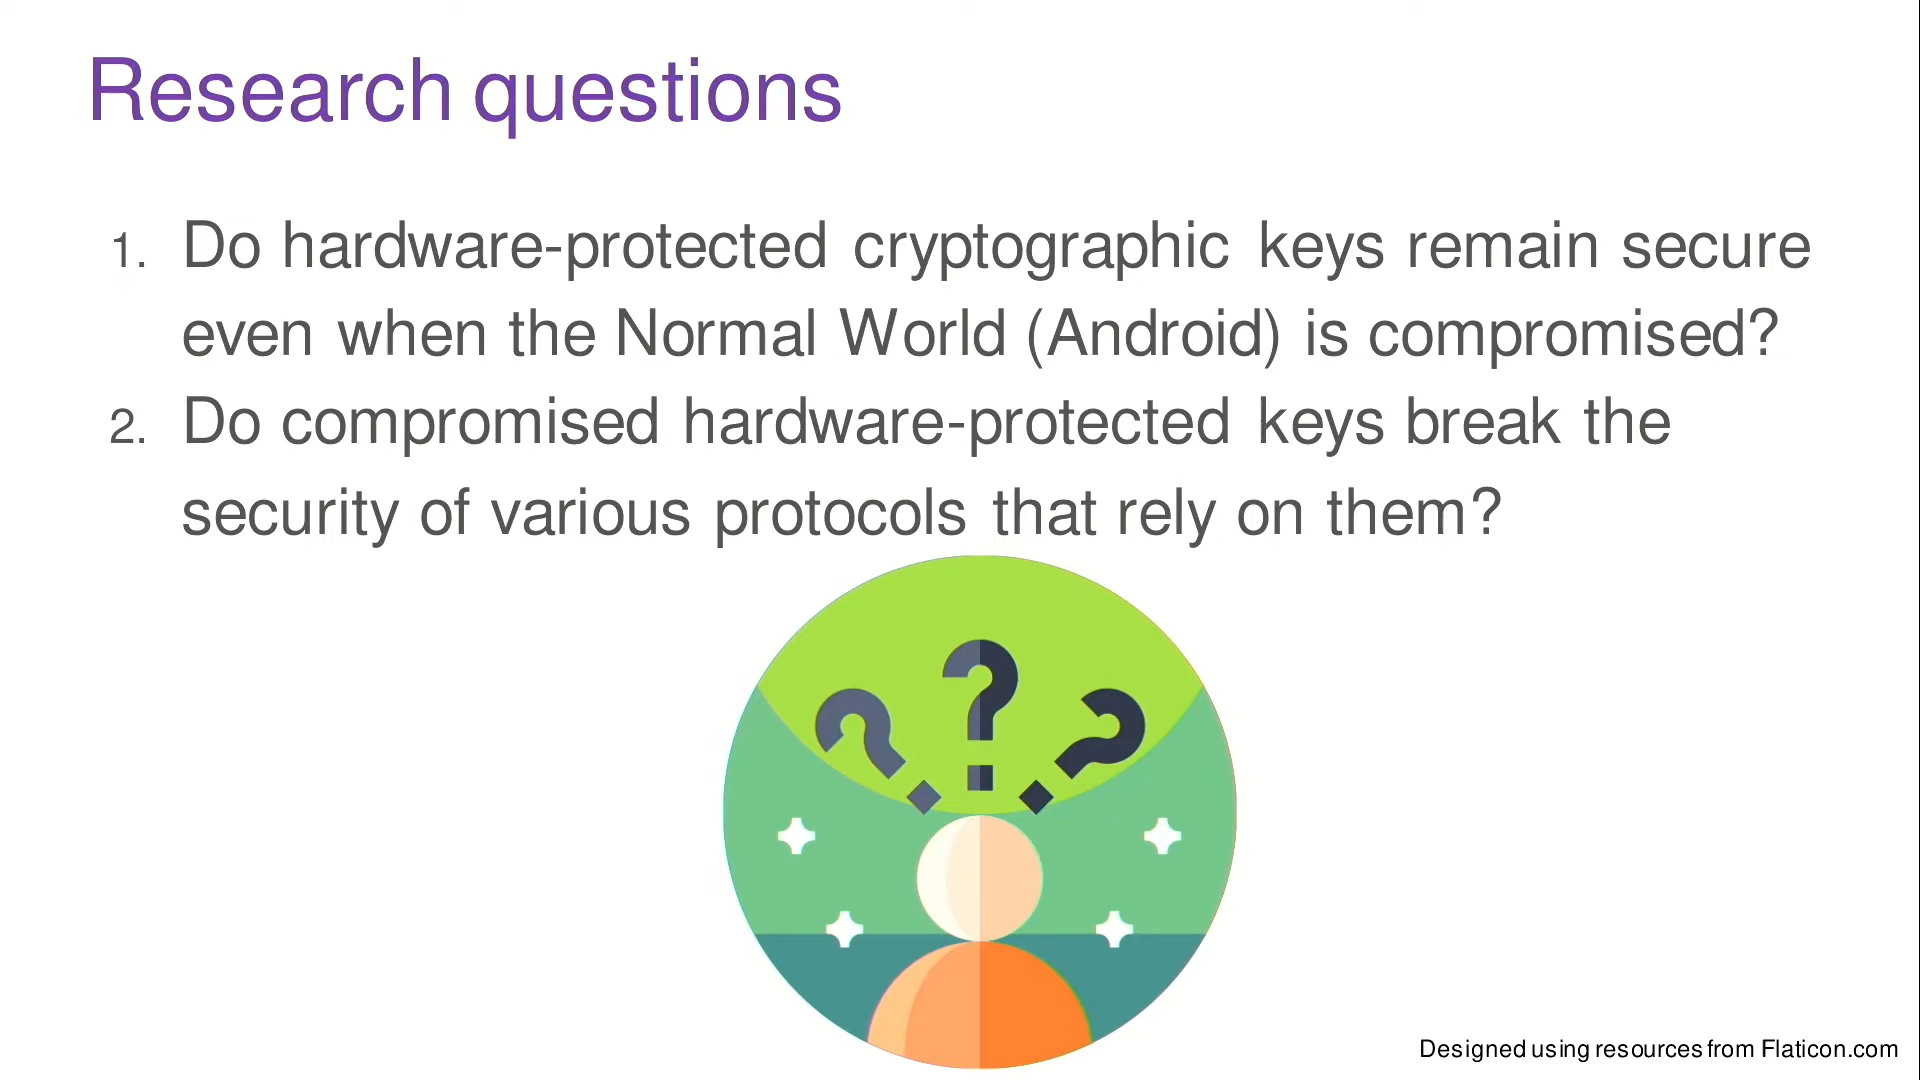 Research questions
1. Do hardware-protected cryptographic keys remain secure
even when the Normal World (Android) is compromised?
2. Do compromised hardware-protected keys break the
security of various protocols that rely on them?
Designed using resources from Flaticon.com